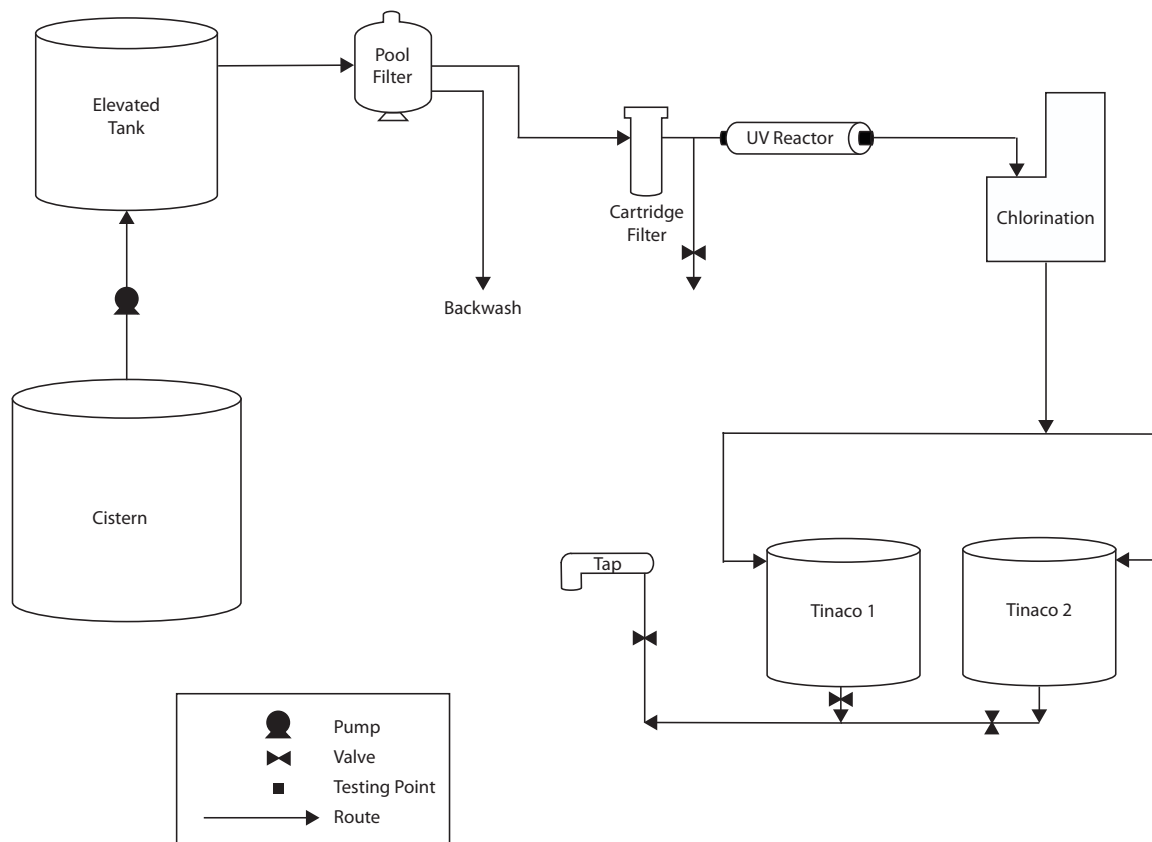 Elevated
Tank
Pool
Filter
UV Reactor
Cartridge
Filter
Chlorination
Backwash
Cistern
Tap
Tinaco 1
Tinaco 2
Pump
Valve
Testing Point
Route